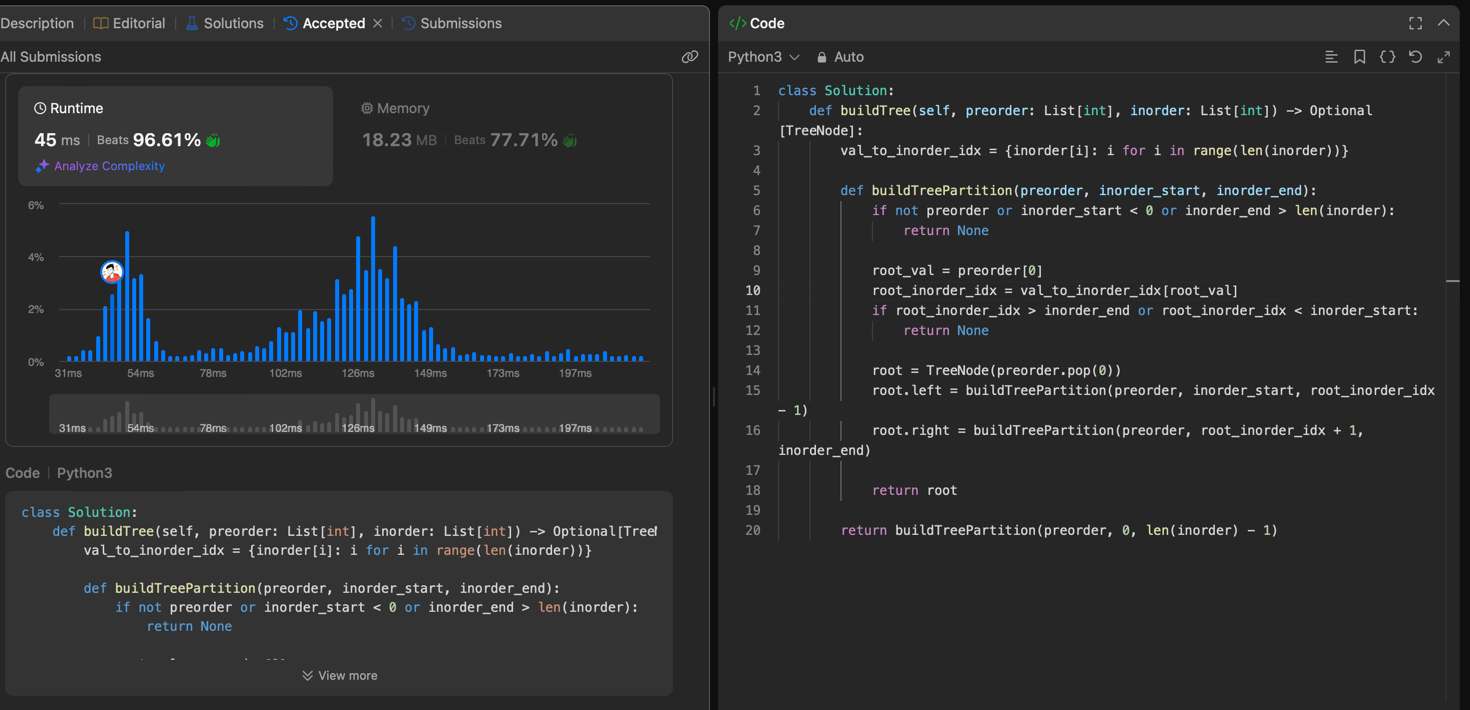 Description
Editorial
Solutions
Accepted
Submissions
All Submissions
Runtime
45 ms | Beats 96.61%
Analyze Complexity
Memory
18.23 MB | Beats 77.71%
6%
4%
2%
0%
31ms 54ms 78ms 102ms 126ms 149ms 173ms 197ms
31ms 54ms 78ms 102ms 126ms 149ms 173ms 197ms
Code | Python3
class Solution:
    def buildTree(self, preorder: List[int], inorder: List[int]) -> Optional[Tree
        val_to_inorder_idx = {inorder[i]: i for i in range(len(inorder))}
        def buildTreePartition(preorder, inorder_start, inorder_end):
            if not preorder or inorder_start < 0 or inorder_end > len(inorder):
                return None
View more
</> Code
Python3
Auto
1 class Solution:
2     def buildTree(self, preorder: List[int], inorder: List[int]) -> Optional
[TreeNode]:
3         val_to_inorder_idx = {inorder[i]: i for i in range(len(inorder))}
4
5         def buildTreePartition(preorder, inorder_start, inorder_end):
6             if not preorder or inorder_start < 0 or inorder_end > len(inorder):
7                 return None
8
9             root_val = preorder[0]
10             root_inorder_idx = val_to_inorder_idx[root_val]
11             if root_inorder_idx > inorder_end or root_inorder_idx < inorder_start:
12                 return None
13
14             root = TreeNode(preorder.pop(0))
15             root.left = buildTreePartition(preorder, inorder_start, root_inorder_idx
- 1)
16             root.right = buildTreePartition(preorder, root_inorder_idx + 1,
inorder_end)
17
18             return root
19
20         return buildTreePartition(preorder, 0, len(inorder) - 1)